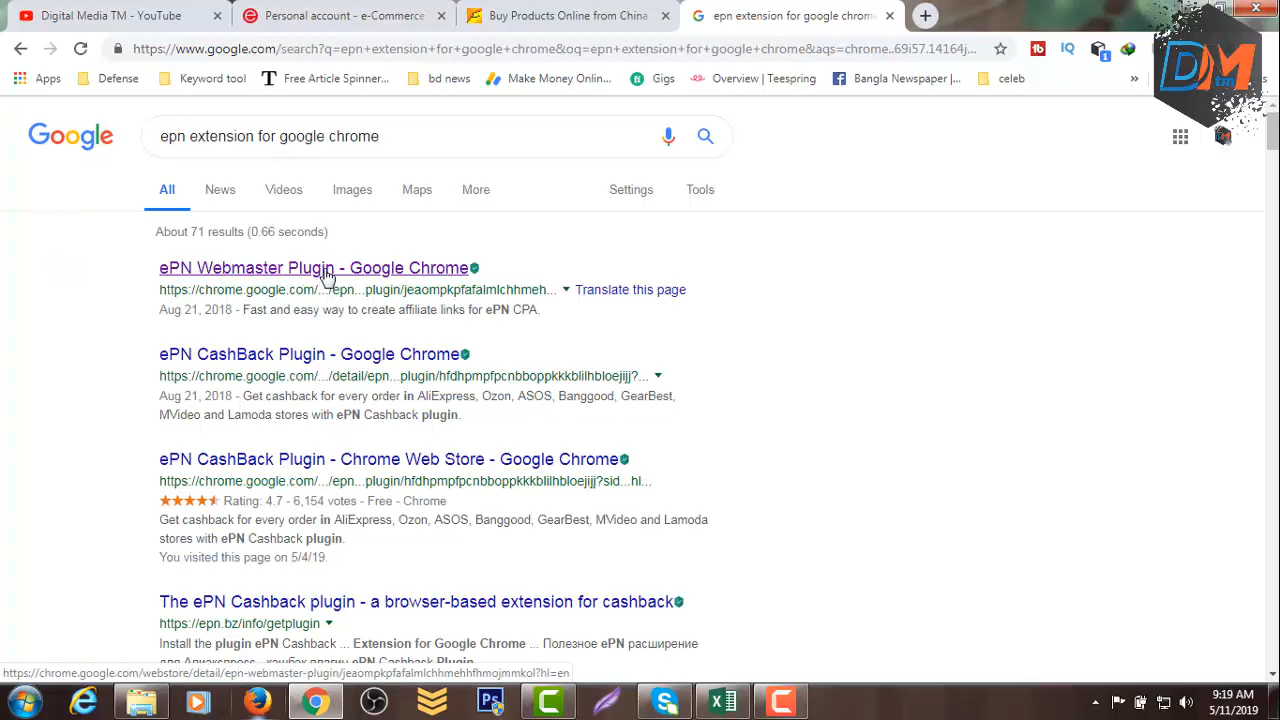 Digital Media TM - YouTube
Personal account - e-Commerce
Buy Products Online from China
epn extension for google chrome
https://www.google.com/search?q=epn+extension+for+google+chrome&oq=epn+extension+for+google+chrome&aqs=chrome..69i57.14164j...
Apps
Defense
Keyword tool
Free Article Spinner...
bd news
Make Money Onlin...
Gigs
Overview | Teespring
Bangla Newspaper |...
celeb
»
DM
tm
Google
epn extension for google chrome
All
News
Videos
Images
Maps
More
Settings
Tools
About 71 results (0.66 seconds)
ePN Webmaster Plugin - Google Chrome
https://chrome.google.com/.../epn...plugin/jeaompkpfafalmlchhmeh... Translate this page
Aug 21, 2018 - Fast and easy way to create affiliate links for ePN CPA.
ePN CashBack Plugin - Google Chrome
https://chrome.google.com/.../detail/epn...plugin/hfdhpmpfpcnbboppkkkblilhbloejijj?...
Aug 21, 2018 - Get cashback for every order in AliExpress, Ozon, ASOS, Banggood, GearBest,
MVideo and Lamoda stores with ePN Cashback plugin.
ePN CashBack Plugin - Chrome Web Store - Google Chrome
https://chrome.google.com/.../epn...plugin/hfdhpmpfpcnbboppkkkblilhbloejijj?sid...hl...
Rating: 4.7 - 6,154 votes - Free - Chrome
Get cashback for every order in AliExpress, Ozon, ASOS, Banggood, GearBest, MVideo and Lamoda
stores with ePN Cashback plugin.
You visited this page on 5/4/19.
The ePN Cashback plugin - a browser-based extension for cashback
https://epn.bz/info/getplugin
Install the plugin ePN Cashback ... Extension for Google Chrome ... Полезное ePN расширение
для Алиэкспресс - кэшбек плагин ePN Cashback Plugin
https://chrome.google.com/webstore/detail/epn-webmaster-plugin/jeaompkpfafalmlchhmehhfhmojmmkol?hl=en
9:19 AM
5/11/2019